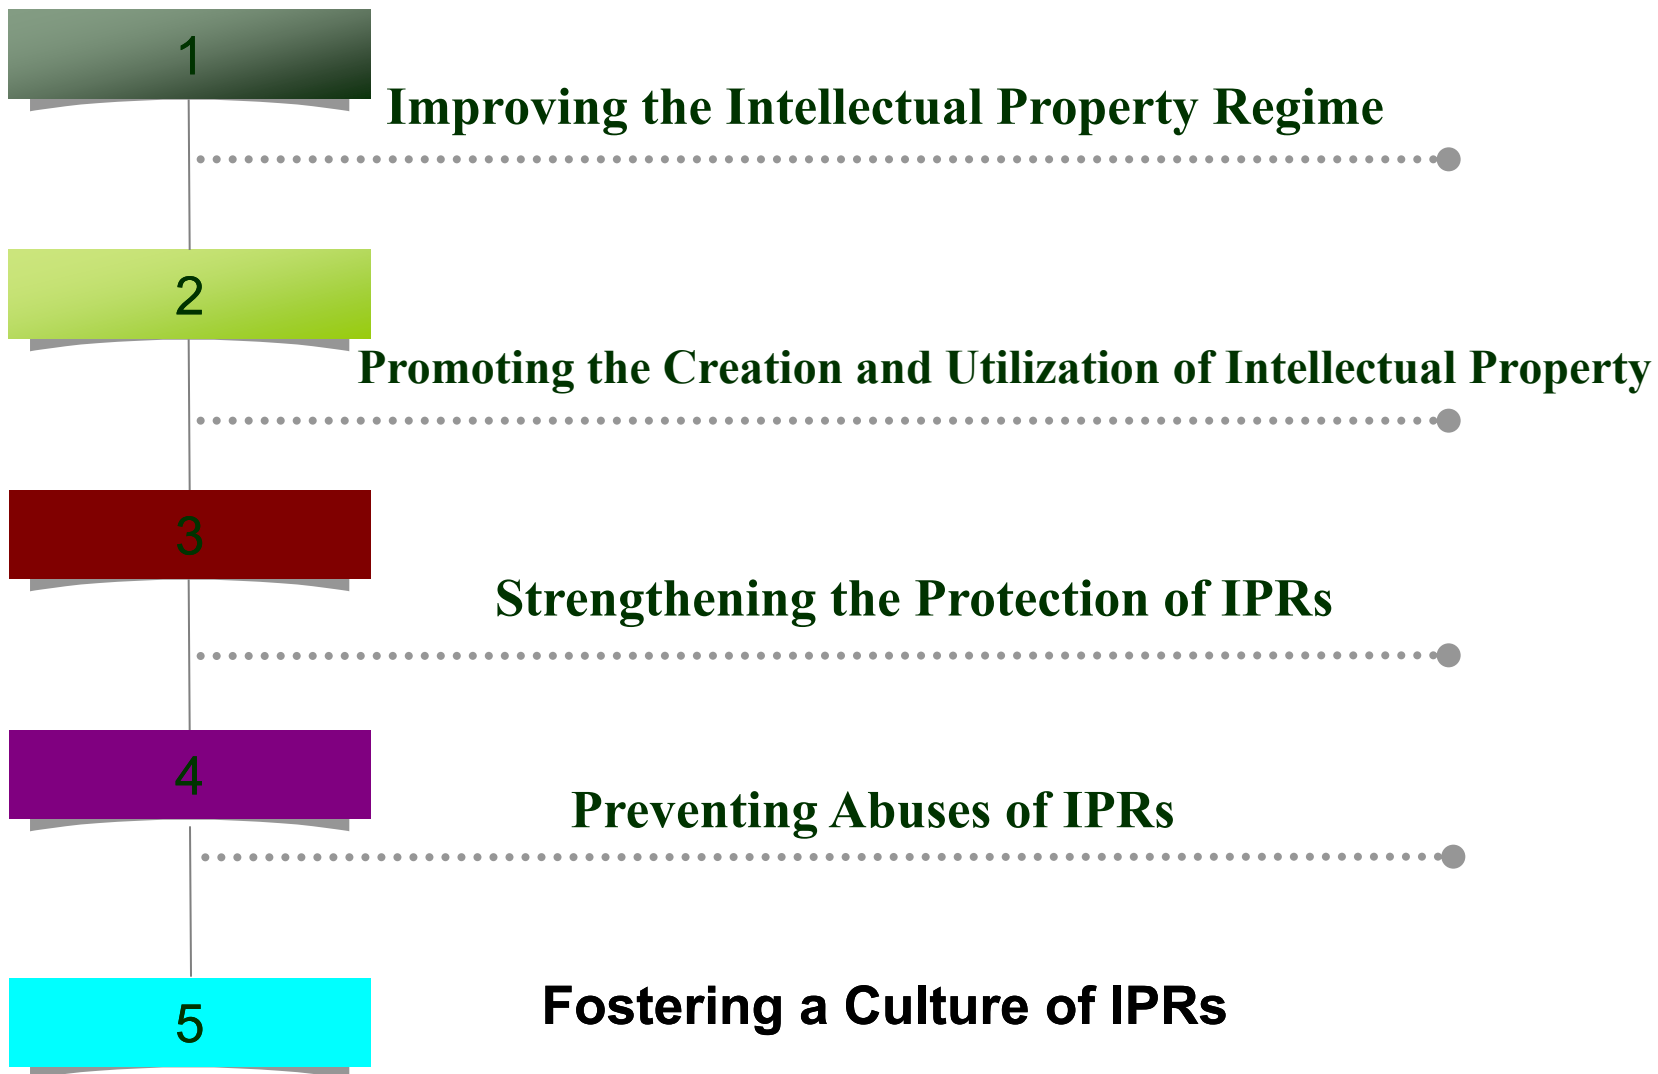 1
Improving the Intellectual Property Regime
2
Promoting the Creation and Utilization of Intellectual Property
3
Strengthening the Protection of IPRs
4
Preventing Abuses of IPRs
5
Fostering a Culture of IPRs